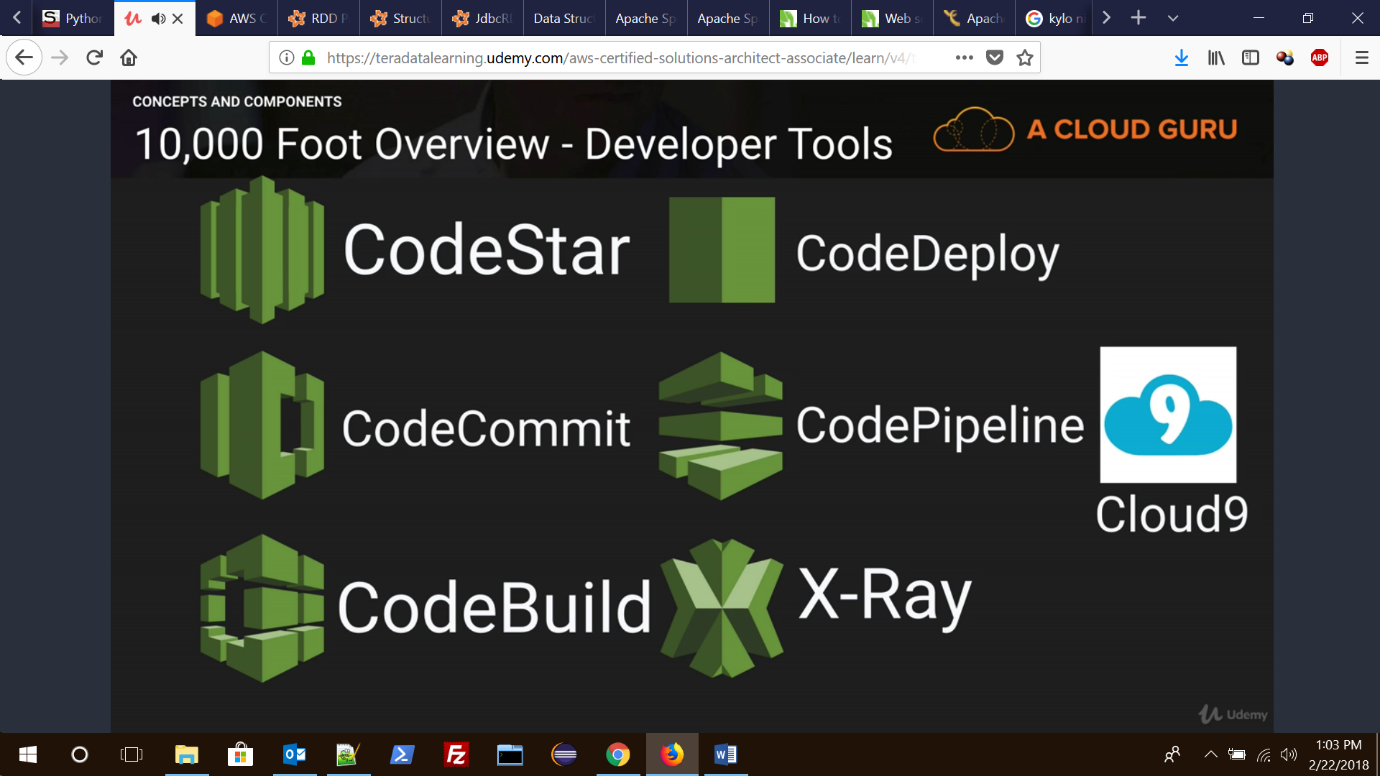 Python
AWS C
RDD P
Struct
JdbcR
Data Struc
Apache Sp
Apache Sp
How t
Web s
Apach
kylo n
https://teradatalearning.udemy.com/aws-certified-solutions-architect-associate/learn/v4/
ABP
CONCEPTS AND COMPONENTS
10,000 Foot Overview - Developer Tools
A CLOUD GURU
CodeStar
CodeDeploy
CodeCommit
CodePipeline
9
Cloud9
CodeBuild
X-Ray
Udemy
1:03 PM
2/22/2018